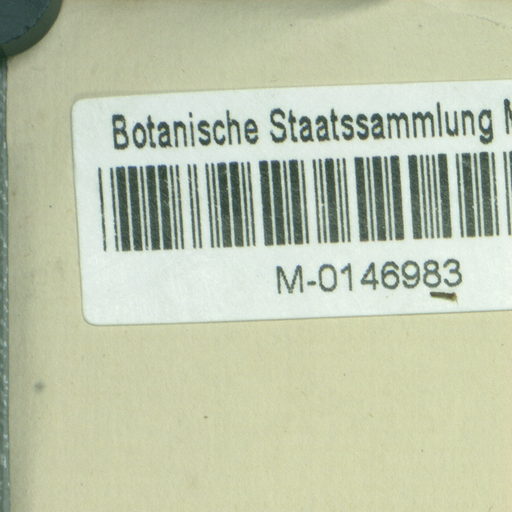 Botanische Staatssammlung
M-0146983